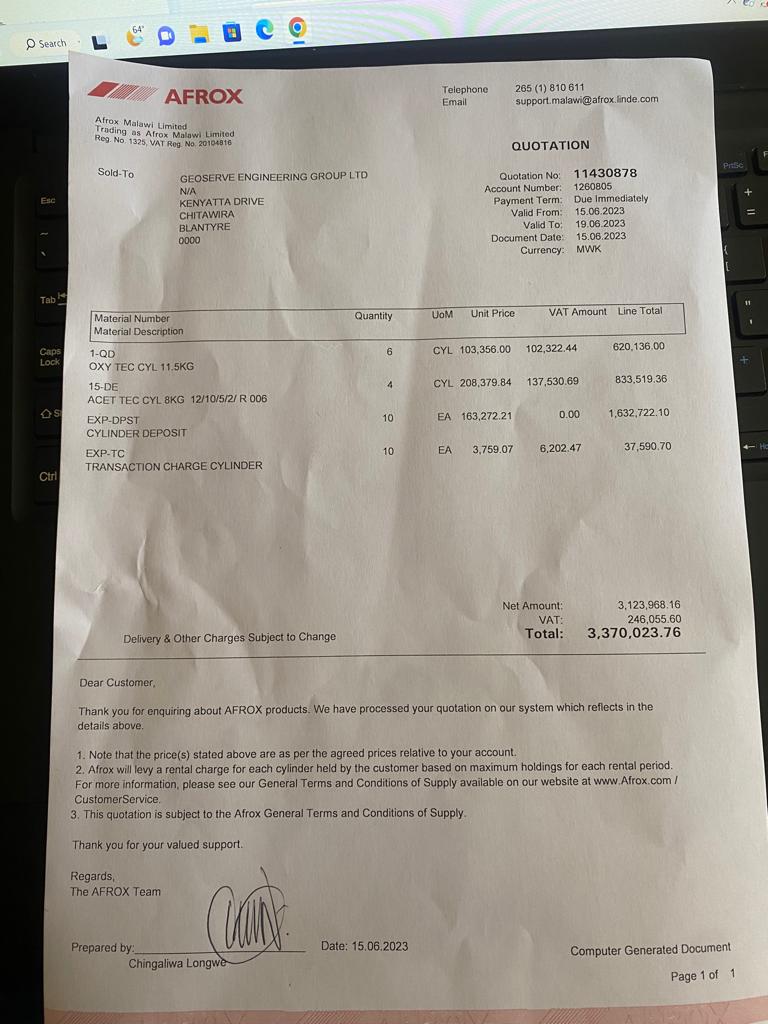 Search
64°
AFROX
Afrox Malawi Limited
Trading as Afrox Malawi Limited
Reg. No. 1325, VAT Reg. No. 20104816
Telephone 265 (1) 810 611
Email support.malawi@afrox.linde.com
QUOTATION
Sold-To
GEOSERVE ENGINEERING GROUP LTD
N/A
KENYATTA DRIVE
CHITAWIRA
BLANTYRE
0000
Quotation No: 11430878
Account Number: 1260805
Payment Term: Due Immediately
Valid From: 15.06.2023
Valid To: 19.06.2023
Document Date: 15.06.2023
Currency: MWK
Material Number Quantity UoM Unit Price VAT Amount Line Total
Material Description
1-QD 6 CYL 103,356.00 102,322.44 620,136.00
OXY TEC CYL 11.5KG
15-DE 4 CYL 208,379.84 137,530.69 833,519.36
ACET TEC CYL 8KG 12/10/5/2/ R 006
EXP-DPST 10 EA 163,272.21 0.00 1,632,722.10
CYLINDER DEPOSIT
EXP-TC 10 EA 3,759.07 6,202.47 37,590.70
TRANSACTION CHARGE CYLINDER
Net Amount: 3,123,968.16
VAT: 246,055.60
Delivery & Other Charges Subject to Change
Total: 3,370,023.76
Dear Customer,
Thank you for enquiring about AFROX products. We have processed your quotation on our system which reflects in the
details above.
1. Note that the price(s) stated above are as per the agreed prices relative to your account.
2. Afrox will levy a rental charge for each cylinder held by the customer based on maximum holdings for each rental period.
For more information, please see our General Terms and Conditions of Supply available on our website at www.Afrox.com /
CustomerService.
3. This quotation is subject to the Afrox General Terms and Conditions of Supply.
Thank you for your valued support.
Regards,
The AFROX Team
Prepared by: Date: 15.06.2023
Chingaliwa Longwe
Computer Generated Document
Page 1 of 1
Esc
Tab
Caps
Lock
Ctrl
PrtSc